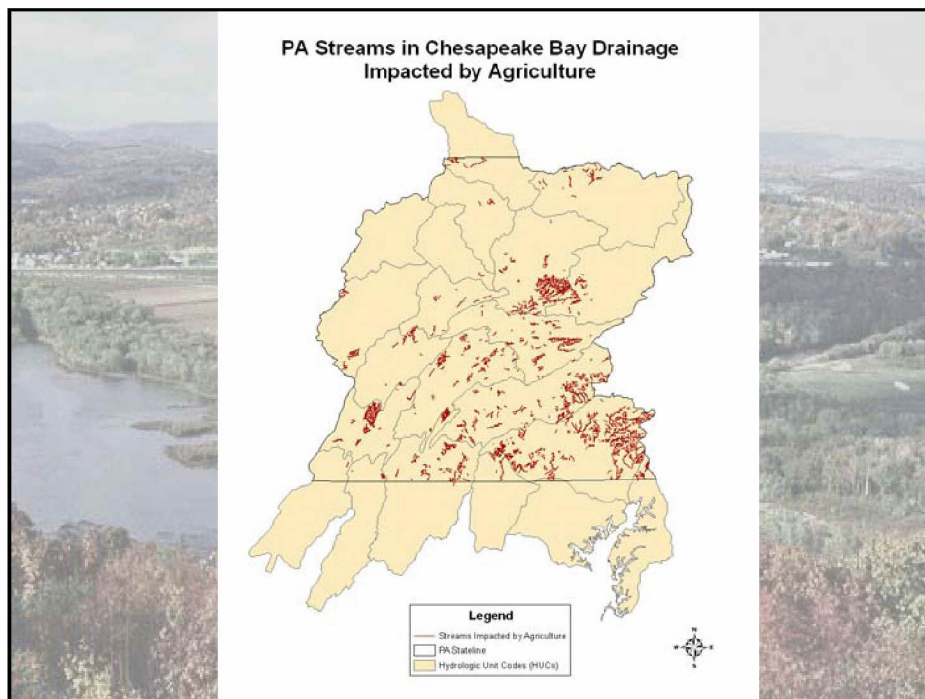 PA Streams in Chesapeake Bay Drainage
Impacted by Agriculture
Legend
Streams Impacted by Agriculture
PA Stateline
Hydrologic Unit Codes (HUCs)
N
W
E
S